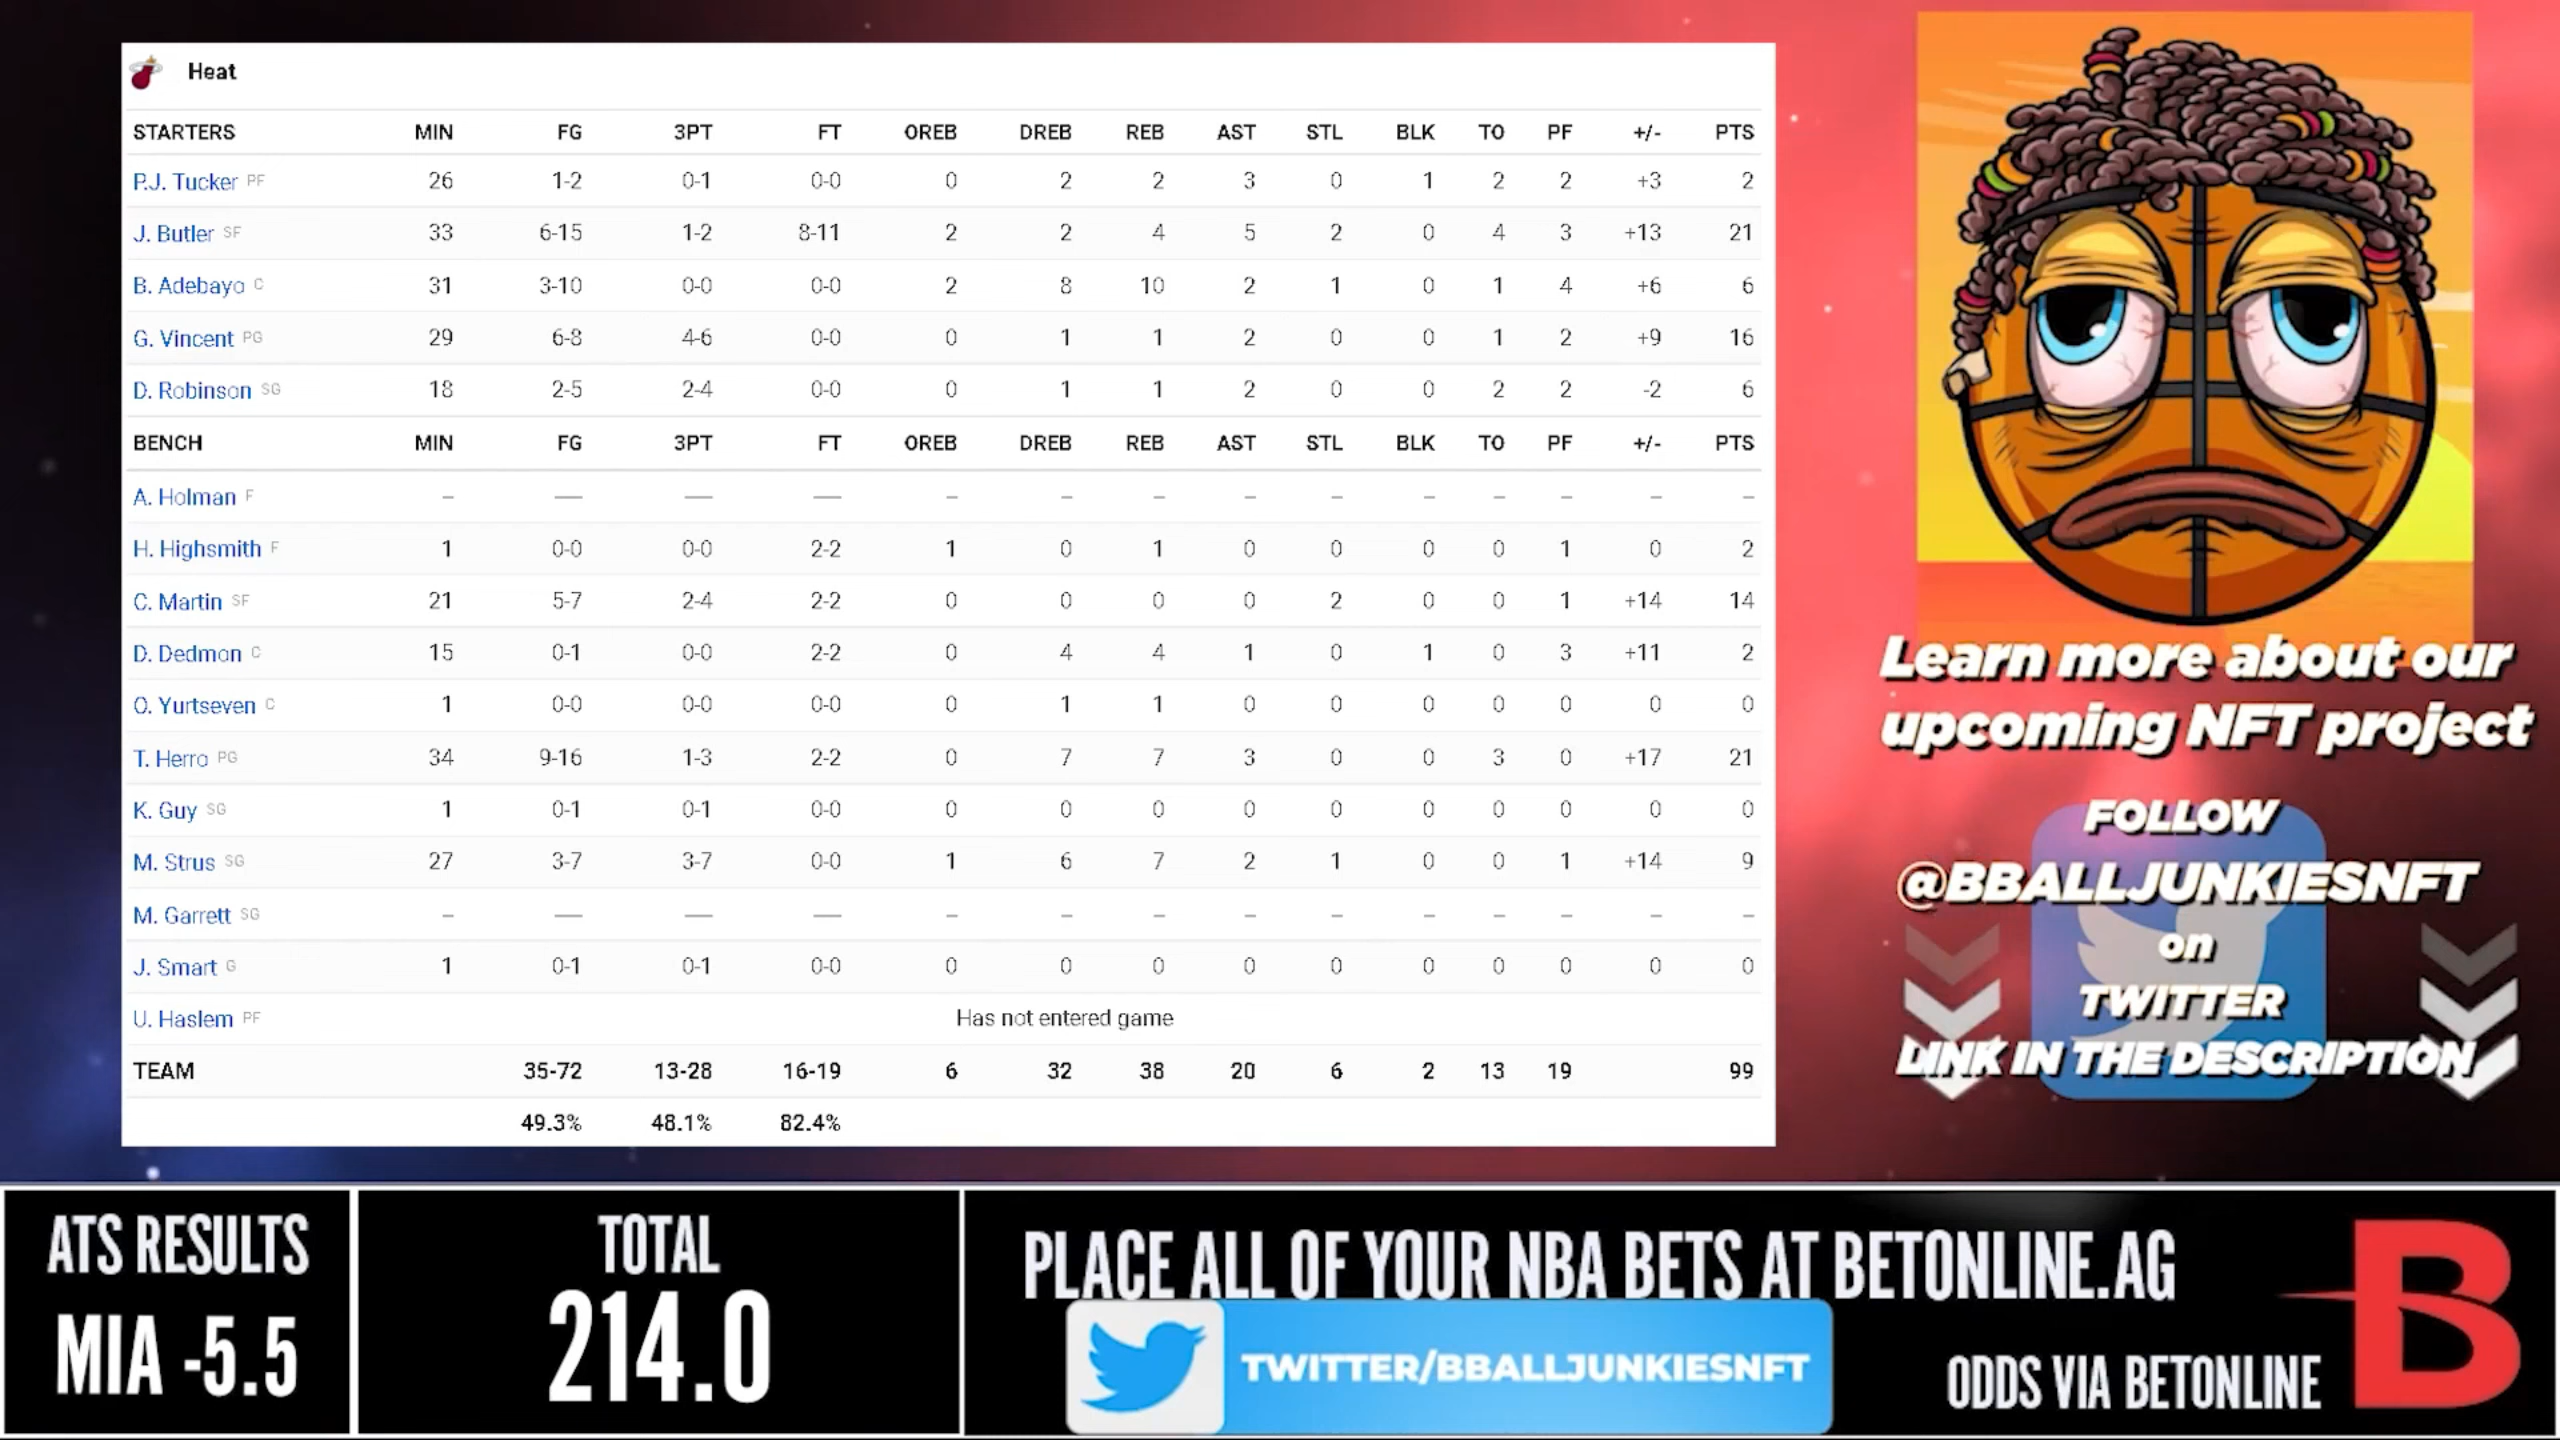 Heat
STARTERS MIN FG 3PT FT OREB DREB REB AST STL BLK TO PF +/- PTS
P.J. Tucker PF 26 1-2 0-1 0-0 0 2 2 3 0 1 2 2 +3 2
J. Butler SF 33 6-15 1-2 8-11 2 2 4 5 2 0 4 3 +13 21
B. Adebayo C 31 3-10 0-0 0-0 2 8 10 2 1 0 1 4 +6 6
G. Vincent PG 29 6-8 4-6 0-0 0 1 1 2 0 0 1 2 +9 16
D. Robinson SG 18 2-5 2-4 0-0 0 1 1 2 0 0 2 2 -2 6
BENCH MIN FG 3PT FT OREB DREB REB AST STL BLK TO PF +/- PTS
A. Holman F – — — — – – – – – – – – – –
H. Highsmith F 1 0-0 0-0 2-2 1 0 1 0 0 0 0 1 0 2
C. Martin SF 21 5-7 2-4 2-2 0 0 0 0 2 0 0 1 +14 14
D. Dedmon C 15 0-1 0-0 2-2 0 4 4 1 0 1 0 3 +11 2
O. Yurtseven C 1 0-0 0-0 0-0 0 1 1 0 0 0 0 0 0 0
T. Herro PG 34 9-16 1-3 2-2 0 7 7 3 0 0 3 0 +17 21
K. Guy SG 1 0-1 0-1 0-0 0 0 0 0 0 0 0 0 0 0
M. Strus SG 27 3-7 3-7 0-0 1 6 7 2 1 0 0 1 +14 9
M. Garrett SG – — — — – – – – – – – – – –
J. Smart G 1 0-1 0-1 0-0 0 0 0 0 0 0 0 0 0 0
U. Haslem PF Has not entered game
TEAM 35-72 13-28 16-19 6 32 38 20 6 2 13 19 99
49.3% 48.1% 82.4%
Learn more about our
upcoming NFT project
FOLLOW
@BBALLJUNKIESNFT
on
TWITTER
LINK IN THE DESCRIPTION
ATS RESULTS
MIA -5.5
TOTAL
214.0
PLACE ALL OF YOUR NBA BETS AT BETONLINE.AG
TWITTER/BBALLJUNKIESNFT
ODDS VIA BETONLINE
B